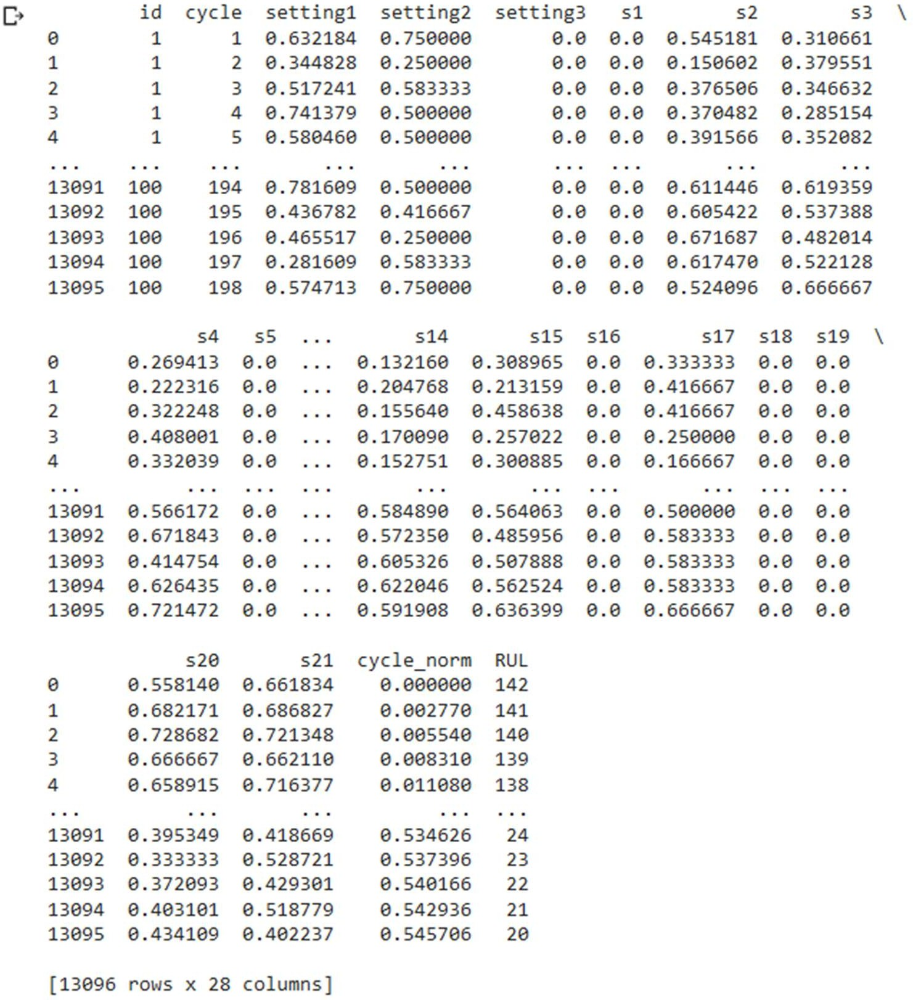 id cycle setting1 setting2 setting3 s1 s2 s3 \
0 1 1 0.632184 0.750000 0.0 0.0 0.545181 0.310661
1 1 2 0.344828 0.250000 0.0 0.0 0.150602 0.379551
2 1 3 0.517241 0.583333 0.0 0.0 0.376506 0.346632
3 1 4 0.741379 0.500000 0.0 0.0 0.370482 0.285154
4 1 5 0.580460 0.500000 0.0 0.0 0.391566 0.352082
... ... ... ... ... ... ... ... ...
13091 100 194 0.781609 0.500000 0.0 0.0 0.611446 0.619359
13092 100 195 0.436782 0.416667 0.0 0.0 0.605422 0.537388
13093 100 196 0.465517 0.250000 0.0 0.0 0.671687 0.482014
13094 100 197 0.281609 0.583333 0.0 0.0 0.617470 0.522128
13095 100 198 0.574713 0.750000 0.0 0.0 0.524096 0.666667
s4 s5 ... s14 s15 s16 s17 s18 s19 \
0 0.269413 0.0 ... 0.132160 0.308965 0.0 0.333333 0.0 0.0
1 0.222316 0.0 ... 0.204768 0.213159 0.0 0.416667 0.0 0.0
2 0.322248 0.0 ... 0.155640 0.458638 0.0 0.416667 0.0 0.0
3 0.408001 0.0 ... 0.170090 0.257022 0.0 0.250000 0.0 0.0
4 0.332039 0.0 ... 0.152751 0.300885 0.0 0.166667 0.0 0.0
... ... ... ... ... ... ... ... ... ...
13091 0.566172 0.0 ... 0.584890 0.564063 0.0 0.500000 0.0 0.0
13092 0.671843 0.0 ... 0.572350 0.485956 0.0 0.583333 0.0 0.0
13093 0.414754 0.0 ... 0.605326 0.507888 0.0 0.583333 0.0 0.0
13094 0.626435 0.0 ... 0.622046 0.562524 0.0 0.583333 0.0 0.0
13095 0.721472 0.0 ... 0.591908 0.636399 0.0 0.666667 0.0 0.0
s20 s21 cycle_norm RUL
0 0.558140 0.661834 0.000000 142
1 0.682171 0.686827 0.002770 141
2 0.728682 0.721348 0.005540 140
3 0.666667 0.662110 0.008310 139
4 0.658915 0.716377 0.011080 138
... ... ... ... ...
13091 0.395349 0.418669 0.534626 24
13092 0.333333 0.528721 0.537396 23
13093 0.372093 0.429301 0.540166 22
13094 0.403101 0.518779 0.542936 21
13095 0.434109 0.402237 0.545706 20
[13096 rows x 28 columns]